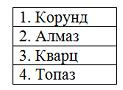 1. Корунд
2. Алмаз
3. Кварц
4. Топаз